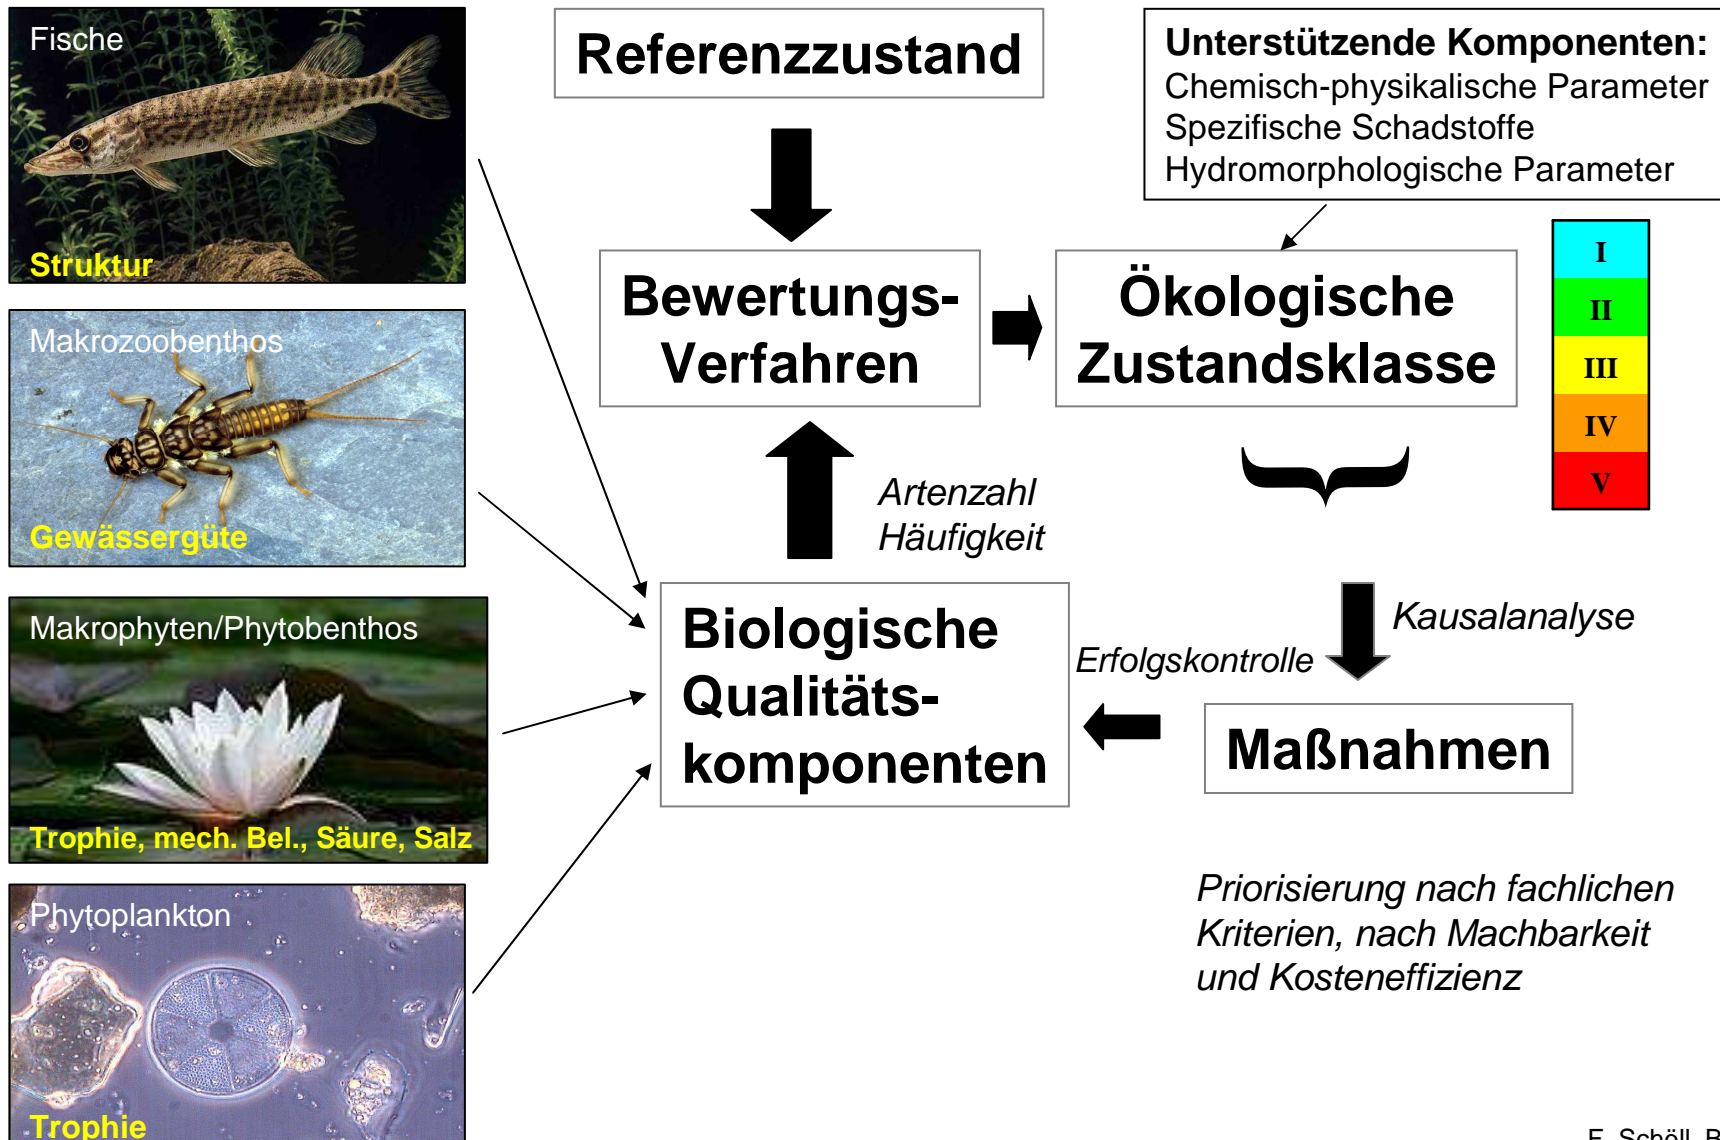 Fische
Struktur
Makrozoobenthos
Gewässergüte
Makrophyten/Phytobenthos
Trophie, mech. Bel., Säure, Salz
Phytoplankton
Trophie
Referenzzustand
Unterstützende Komponenten:
Chemisch-physikalische Parameter
Spezifische Schadstoffe
Hydromorphologische Parameter
Bewertungs-
Verfahren
Ökologische
Zustandsklasse
I
II
III
IV
V
Artenzahl
Häufigkeit
Biologische
Qualitäts-
komponenten
Kausalanalyse
Erfolgskontrolle
Maßnahmen
Priorisierung nach fachlichen
Kriterien, nach Machbarkeit
und Kosteneffizienz